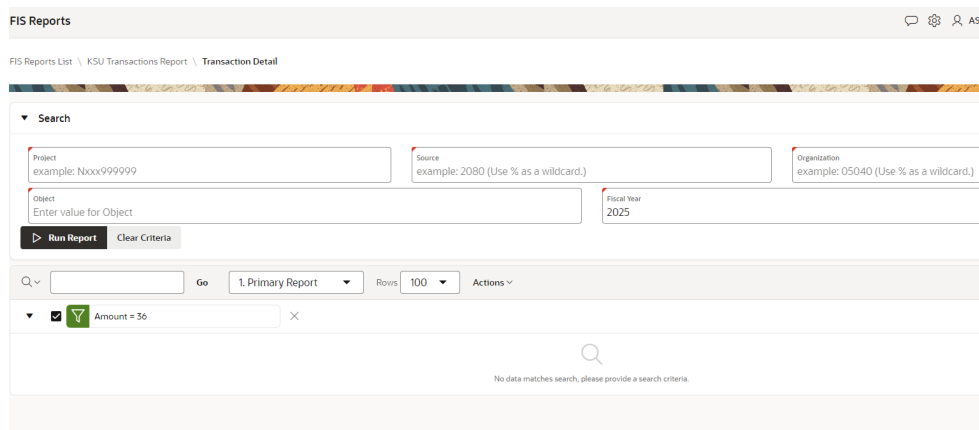 FIS Reports
FIS Reports List \ KSU Transactions Report \ Transaction Detail
Search
Project
example: Nxxx999999
Source
example: 2080 (Use % as a wildcard.)
Organization
example: 05040 (Use % as a wildcard.)
Object
Enter value for Object
Fiscal Year
2025
Run Report Clear Criteria
Go 1. Primary Report Rows 100 Actions
Amount = 36
No data matches search, please provide a search criteria.